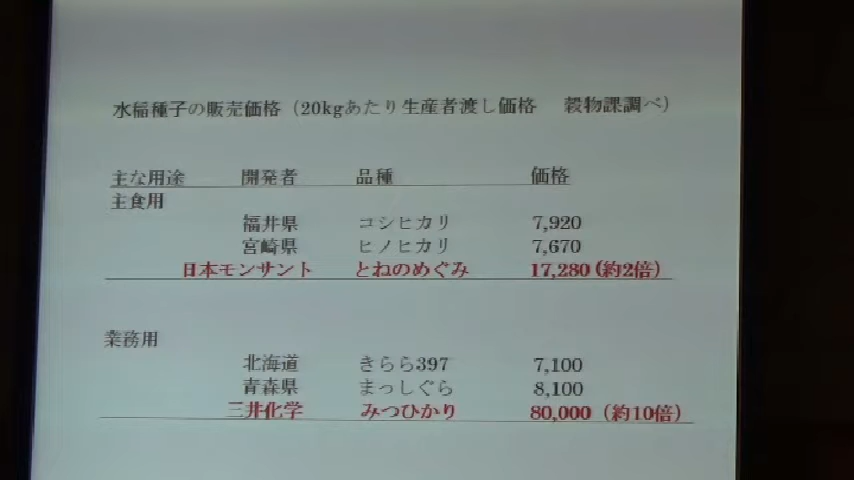 水稲種子の販売価格（20kgあたり生産者渡し価格　穀物課調べ）
主な用途　開発者　品種　価格
主食用
福井県　コシヒカリ　7,920
宮崎県　ヒノヒカリ　7,670
日本モンサント　とねのめぐみ　17,280（約2倍）
業務用
北海道　きらら397　7,100
青森県　まっしぐら　8,100
三井化学　みつひかり　80,000（約10倍）